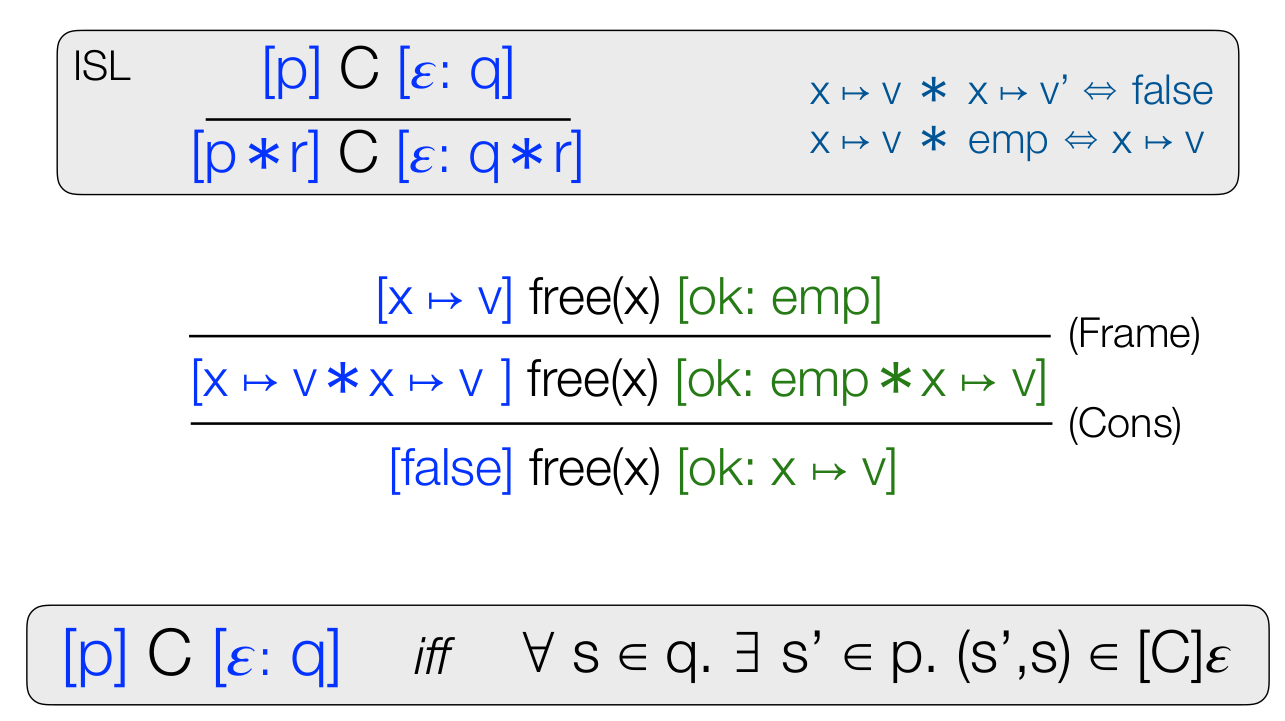 ISL
[p] C [ε: q]
[p ∗ r] C [ε: q ∗ r]
x ↦ v ∗ x ↦ v’ ⇔ false
x ↦ v ∗ emp ⇔ x ↦ v
[x ↦ v] free(x) [ok: emp]
(Frame)
[x ↦ v ∗ x ↦ v ] free(x) [ok: emp ∗ x ↦ v]
(Cons)
[false] free(x) [ok: x ↦ v]
[p] C [ε: q] iff ∀ s ∈ q. ∃ s’ ∈ p. (s’,s) ∈ [C]ε